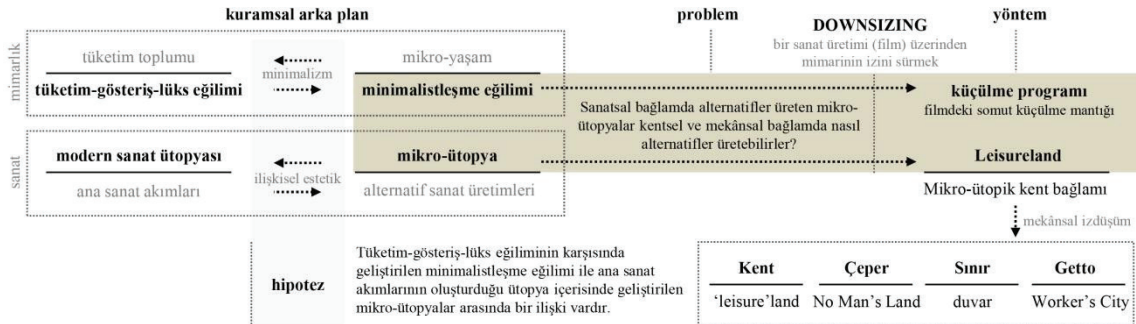 kuramsal arka plan
problem
DOWNSIZING
yöntem
bir sanat üretimi (film) üzerinden
mimarinin izini sürmek
mimarlık
tüketim toplumu
minimalizm
mikro-yaşam
tüketim-gösteriş-lüks eğilimi
minimalistleşme eğilimi
küçülme programı
filmdeki somut küçülme mantığı
Sanatsal bağlamda alternatifler üreten mikro-
ütopyalar kentsel ve mekânsal bağlamda nasıl
alternatifler üretebilirler?
sanat
modern sanat ütopyası
ilişkisel estetik
mikro-ütopya
Leisureland
ana sanat akımları
alternatif sanat üretimleri
Mikro-ütopik kent bağlamı
mekânsal izdüşüm
hipotez
Tüketim-gösteriş-lüks eğiliminin karşısında
geliştirilen minimalistleşme eğilimi ile ana sanat
akımlarının oluşturduğu ütopya içerisinde geliştirilen
mikro-ütopyalar arasında bir ilişki vardır.
Kent
Çeper
Sınır
Getto
‘leisure’land
No Man’s Land
duvar
Worker’s City